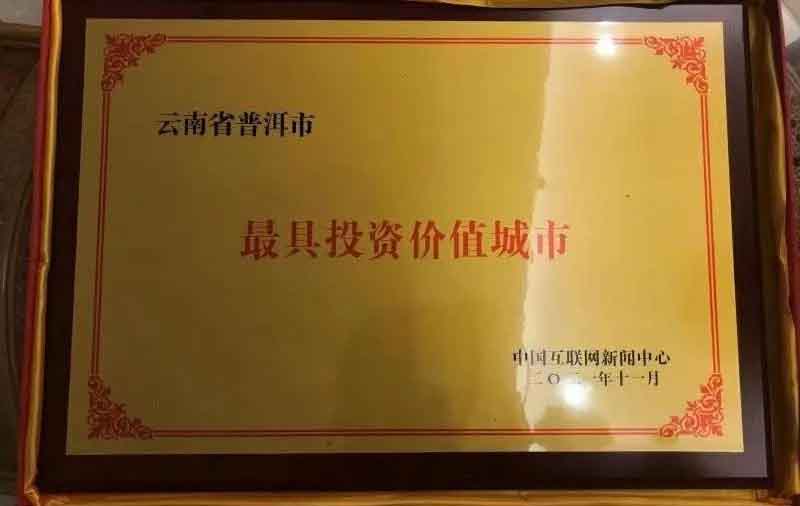 云南省普洱市
最具投资价值城市
中国互联网新闻中心
二〇二一年十一月